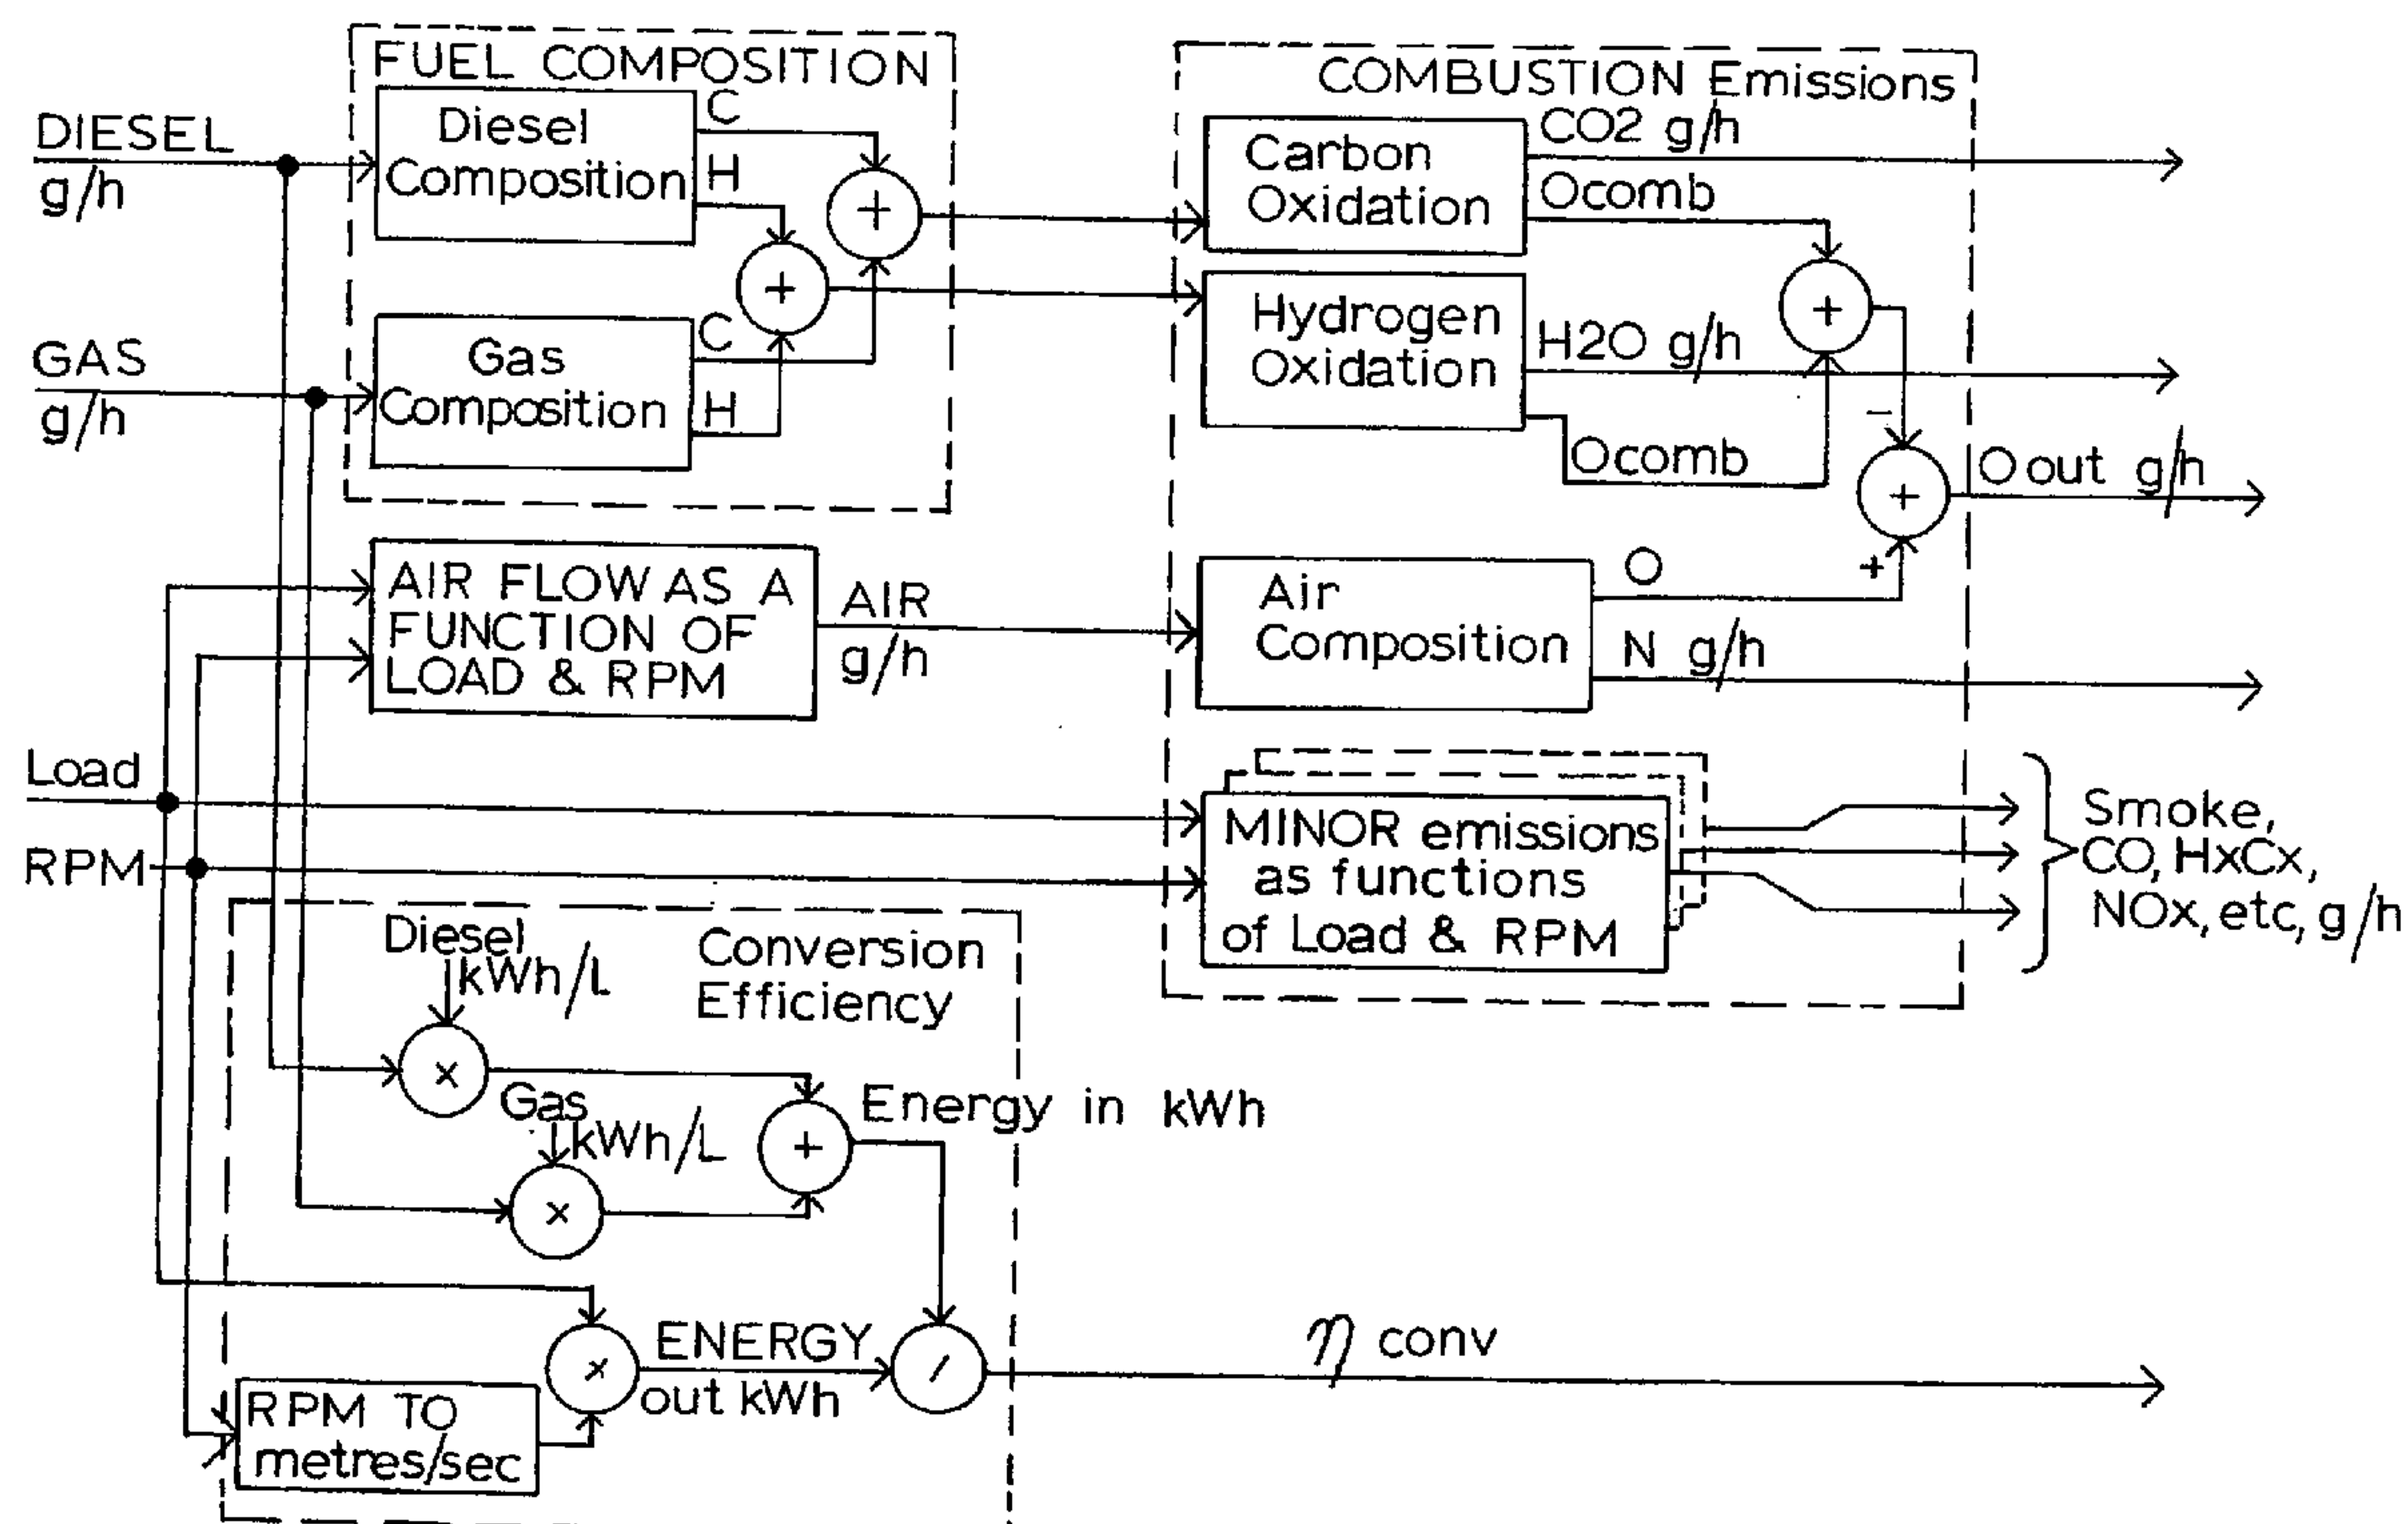 FUEL COMPOSITION
COMBUSTION Emissions
DIESEL
g/h
Diesel
Composition
C
H
+
+
Carbon
Oxidation
CO2 g/h
Ocomb
+
GAS
g/h
Gas
Composition
C
H
Hydrogen
Oxidation
H2O g/h
Ocomb
−
+
O out g/h
+
AIR FLOW AS A
FUNCTION OF
LOAD & RPM
AIR
g/h
Air
Composition
O
N g/h
Load
RPM
MINOR emissions
as functions
of Load & RPM
Smoke,
CO, HxCx,
NOx, etc, g/h
Diesel
kWh/L
Conversion
Efficiency
x
Gas
kWh/L
x
+
Energy in kWh
RPM TO
metres/sec
x
ENERGY
out kWh
/
η conv